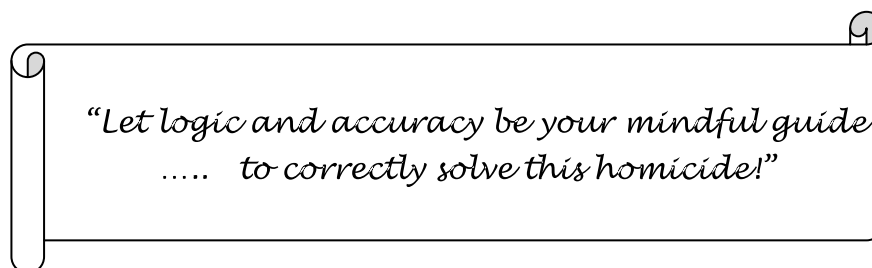 “Let logic and accuracy be your mindful guide
….. to correctly solve this homicide!”